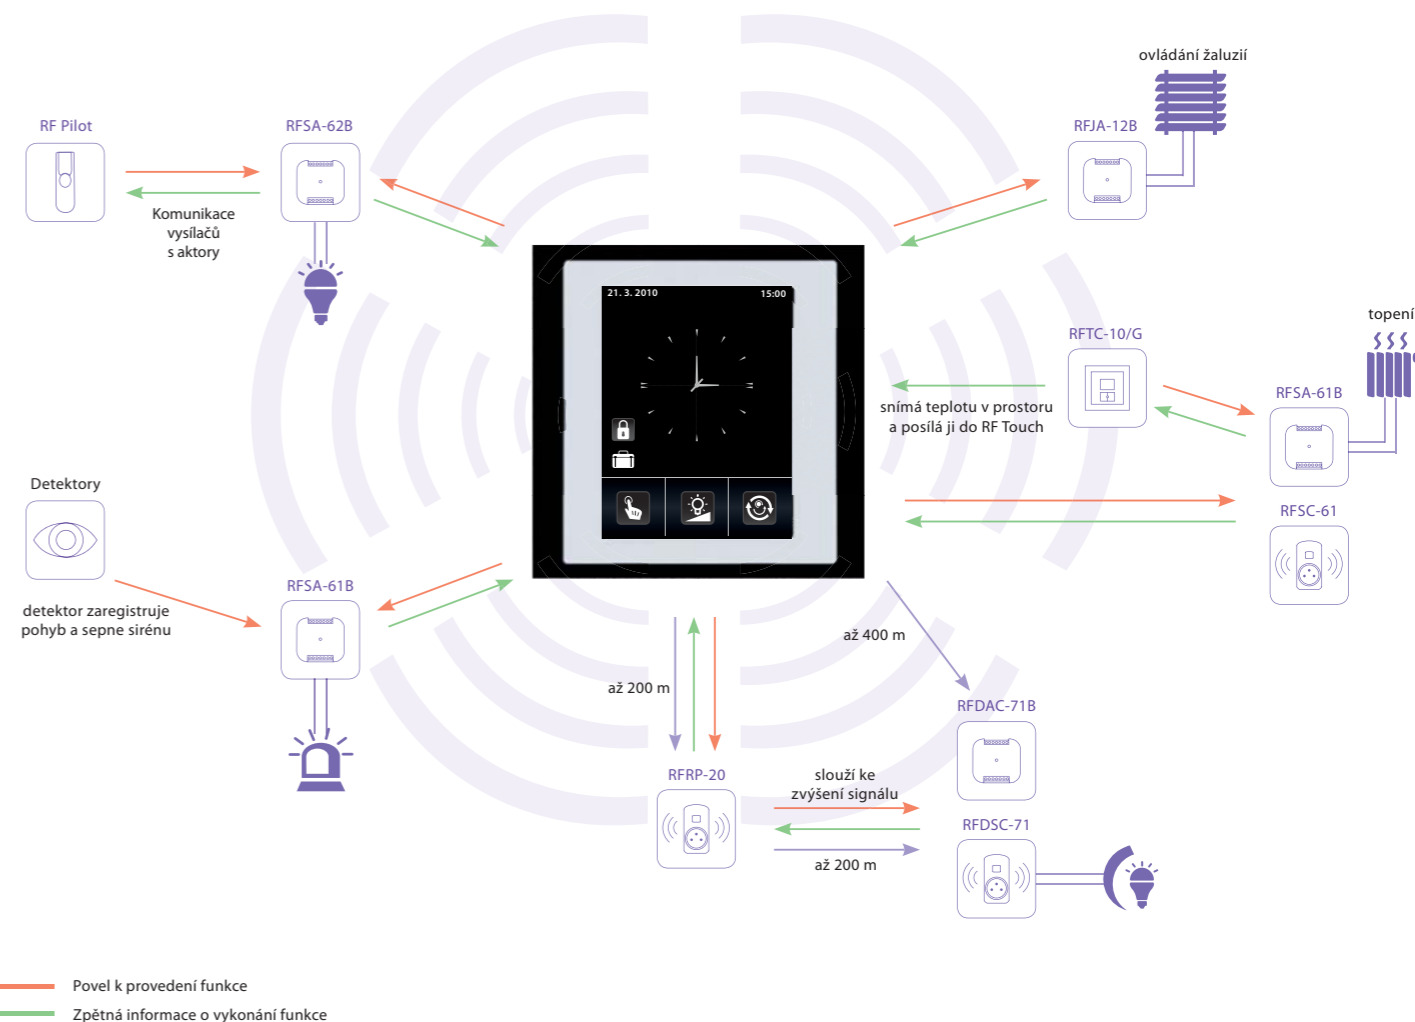 ovládání žaluzií
RF Pilot
RFSA-62B
RFJA-12B
Komunikace
vysílačů
s aktory
21. 3. 2010
15:00
topení
RFTC-10/G
RFSA-61B
snímá teplotu v prostoru
a posílá ji do RF Touch
Detektory
RFSC-61
RFSA-61B
detektor zaregistruje
pohyb a sepne sirénu
až 400 m
až 200 m
RFDAC-71B
RFRP-20
slouží ke
zvýšení signálu
RFDSC-71
až 200 m
Povel k provedení funkce
Zpětná informace o vykonání funkce